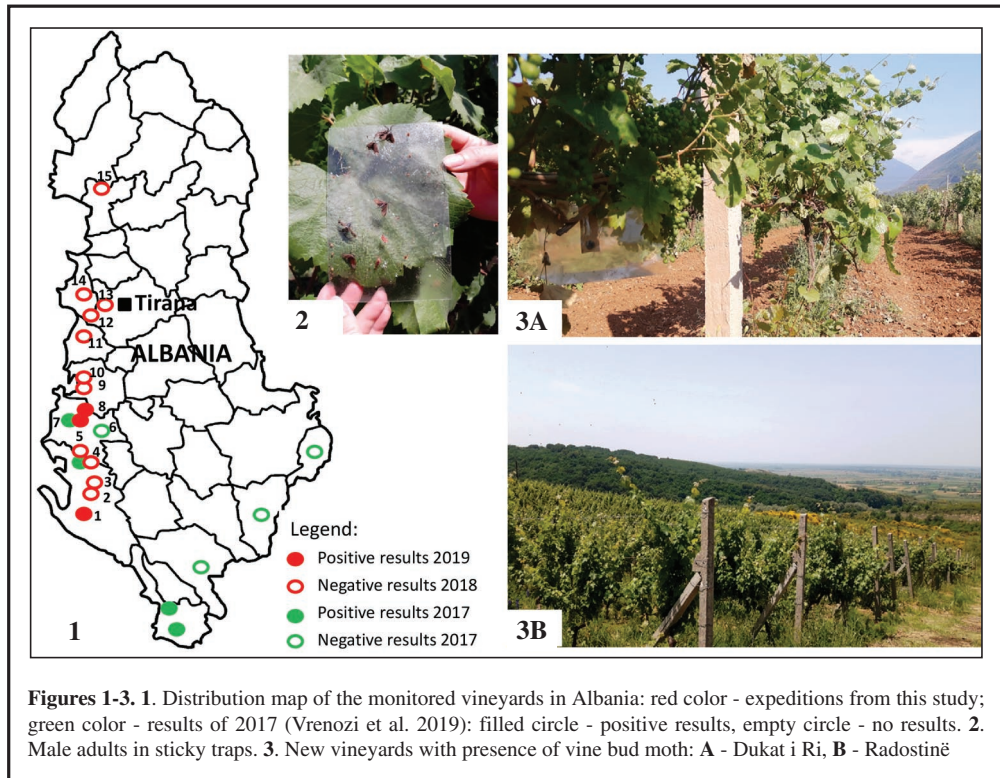 15
14
13
Tirana
12
11
ALBANIA
10
9
8
7
6
5
4
3
2
1
Legend:
Positive results 2019
Negative results 2018
Positive results 2017
Negative results 2017
1
2
3A
3B
Figures 1-3. 1. Distribution map of the monitored vineyards in Albania: red color - expeditions from this study;
green color - results of 2017 (Vrenozi et al. 2019): filled circle - positive results, empty circle - no results. 2.
Male adults in sticky traps. 3. New vineyards with presence of vine bud moth: A - Dukat i Ri, B - Radostinë